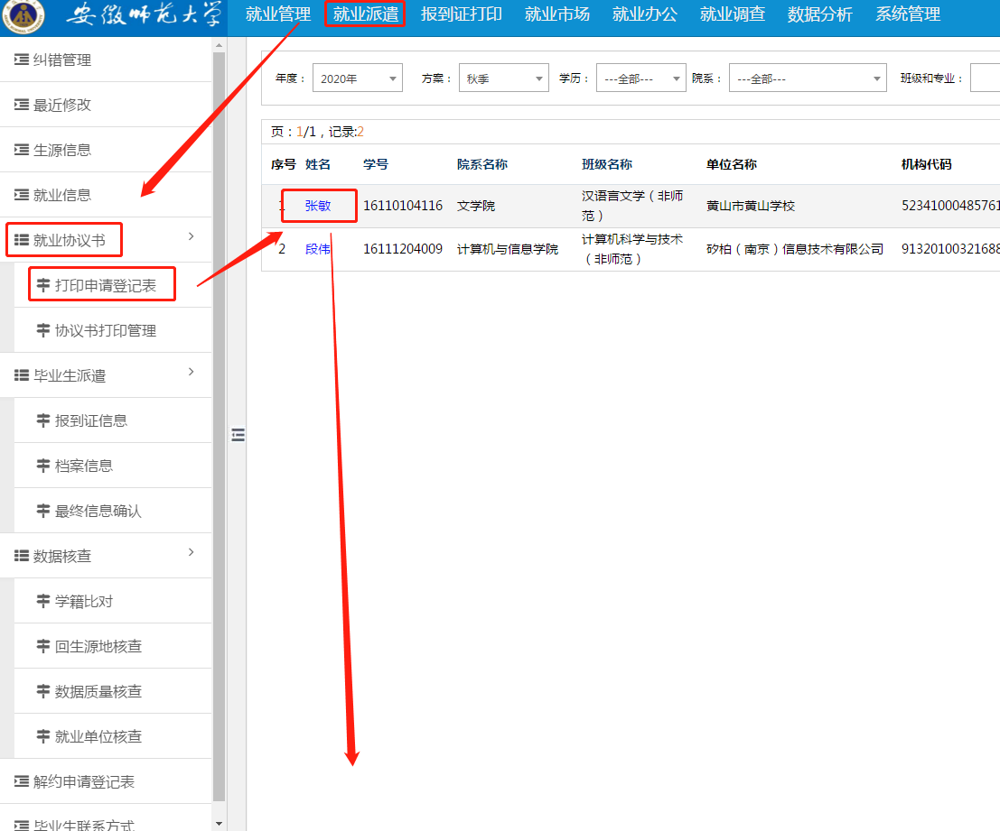 安徽师范大学
就业管理 就业派遣 报到证打印 就业市场 就业办公 就业调查 数据分析 系统管理
纠错管理
最近修改
生源信息
就业信息
就业协议书
打印申请登记表
协议书打印管理
毕业生派遣
报到证信息
档案信息
最终信息确认
数据核查
学籍比对
回生源地核查
数据质量核查
就业单位核查
解约申请登记表
毕业生联系方式
年度： 2020年 方案： 秋季 学历： ---全部--- 院系： ---全部--- 班级和专业：
页：1/1，记录:2
序号 姓名 学号 院系名称 班级名称 单位名称 机构代码
1 张敏 16110104116 文学院 汉语言文学（非师范） 黄山市黄山学校 52341000485761
2 段伟 16111204009 计算机与信息学院 计算机科学与技术（非师范） 矽柏（南京）信息技术有限公司 91320100321688